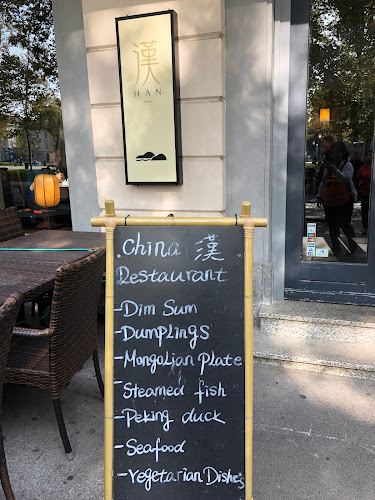 漢
HAN
China 漢
Restaurant
- Dim Sum
- Dumplings
- Mongolian plate
- Steamed fish
- Peking duck
- Seafood
- Vegetarian Dishes